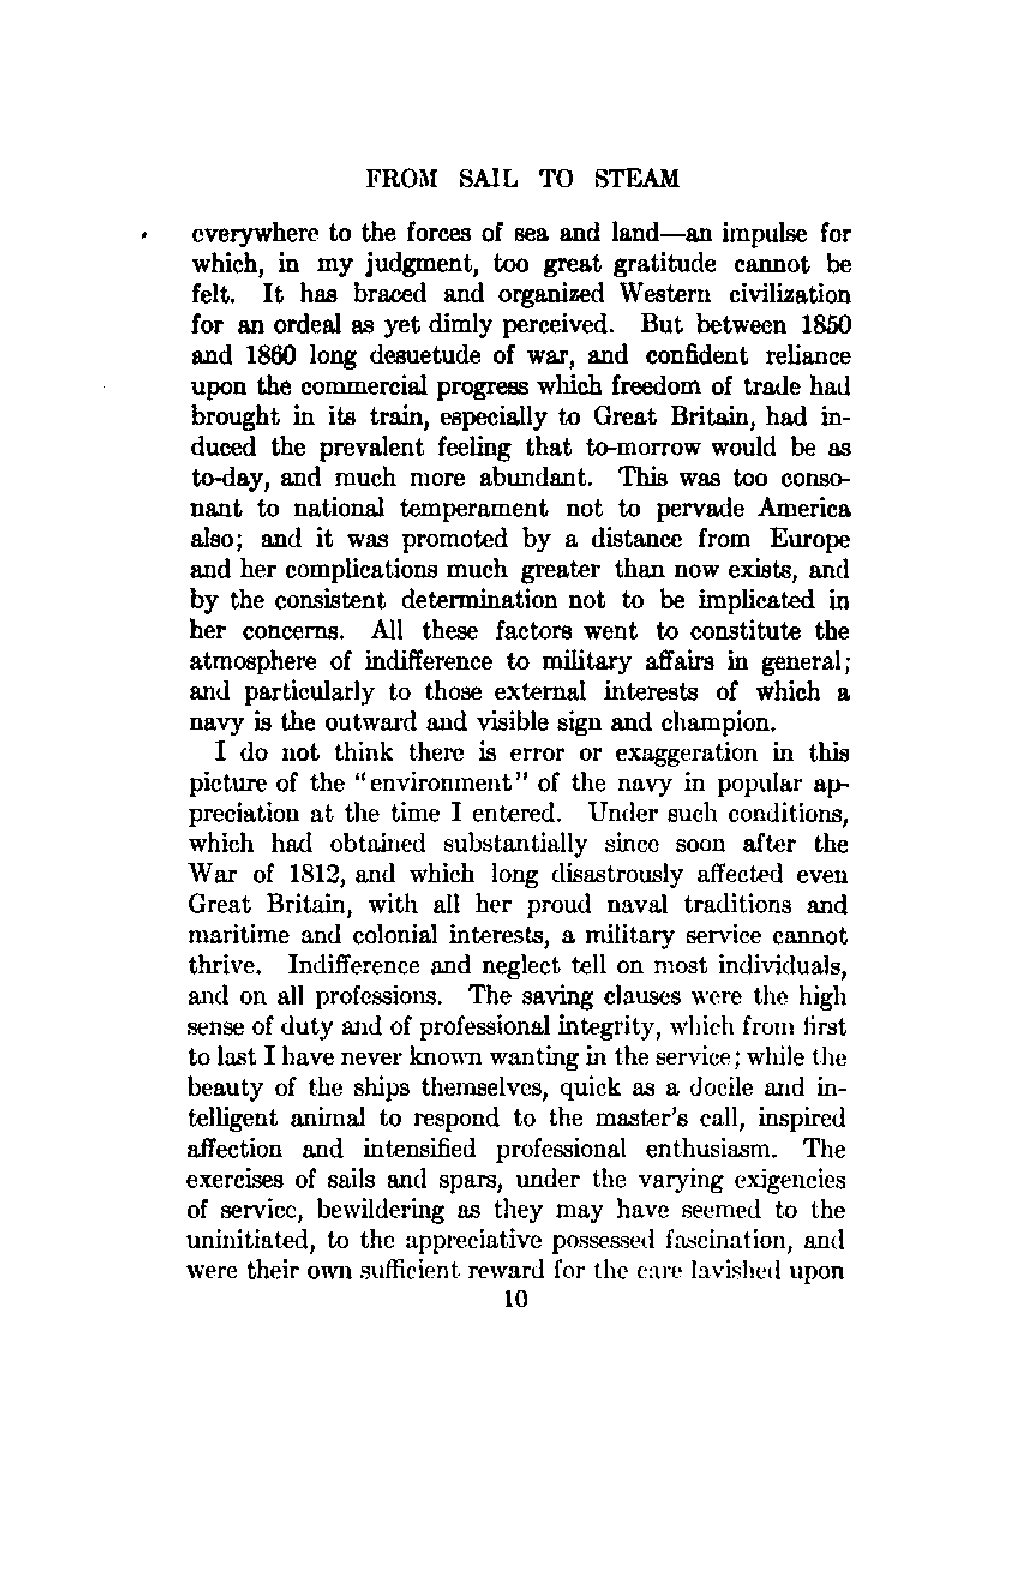 FROM SAIL TO STEAM
everywhere to the forces of sea and land—an impulse for
which, in my judgment, too great gratitude cannot be
felt. It has braced and organized Western civilization
for an ordeal as yet dimly perceived. But between 1850
and 1860 long desuetude of war, and confident reliance
upon the commercial progress which freedom of trade had
brought in its train, especially to Great Britain, had in-
duced the prevalent feeling that to-morrow would be as
to-day, and much more abundant. This was too conso-
nant to national temperament not to pervade America
also; and it was promoted by a distance from Europe
and her complications much greater than now exists, and
by the consistent determination not to be implicated in
her concerns. All these factors went to constitute the
atmosphere of indifference to military affairs in general;
and particularly to those external interests of which a
navy is the outward and visible sign and champion.
I do not think there is error or exaggeration in this
picture of the "environment" of the navy in popular ap-
preciation at the time I entered. Under such conditions,
which had obtained substantially since soon after the
War of 1812, and which long disastrously affected even
Great Britain, with all her proud naval traditions and
maritime and colonial interests, a military service cannot
thrive. Indifference and neglect tell on most individuals,
and on all professions. The saving clauses were the high
sense of duty and of professional integrity, which from first
to last I have never known wanting in the service; while the
beauty of the ships themselves, quick as a docile and in-
telligent animal to respond to the master's call, inspired
affection and intensified professional enthusiasm. The
exercises of sails and spars, under the varying exigencies
of service, bewildering as they may have seemed to the
uninitiated, to the appreciative possessed fascination, and
were their own sufficient reward for the care lavished upon
10